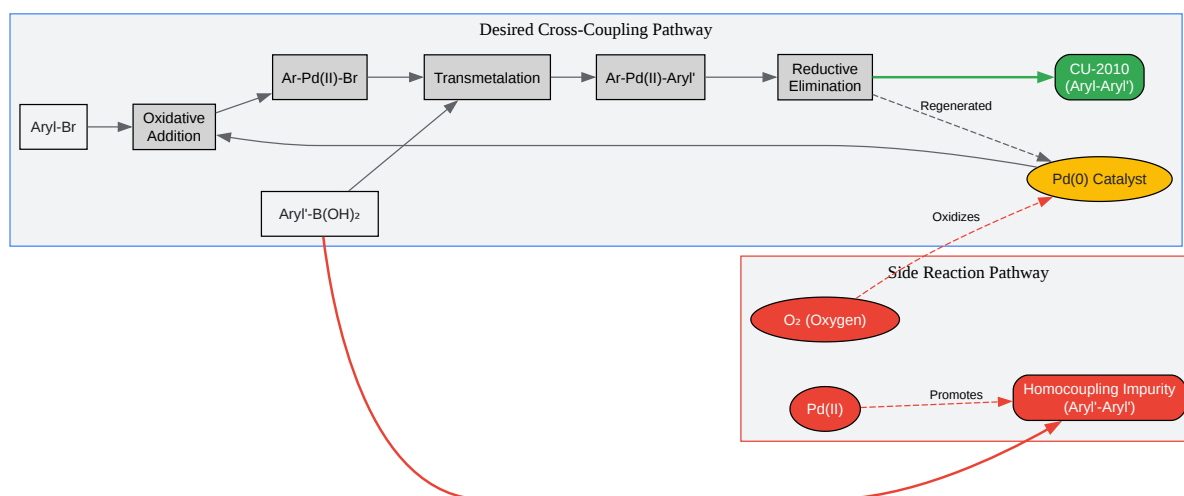 Desired Cross-Coupling Pathway
Aryl-Br
Oxidative
Addition
Ar-Pd(II)-Br
Transmetalation
Ar-Pd(II)-Aryl'
Reductive
Elimination
CU-2010
(Aryl-Aryl')
Regenerated
Pd(0) Catalyst
Aryl'-B(OH)₂
Oxidizes
Side Reaction Pathway
O₂ (Oxygen)
Pd(II)
Promotes
Homocoupling Impurity
(Aryl'-Aryl')